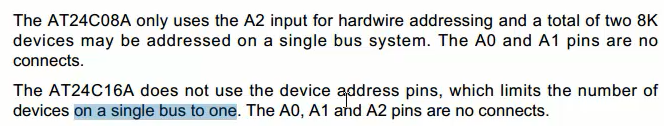 The AT24C08A only uses the A2 input for hardwire addressing and a total of two 8K
devices may be addressed on a single bus system. The A0 and A1 pins are no
connects.
The AT24C16A does not use the device address pins, which limits the number of
devices on a single bus to one. The A0, A1 and A2 pins are no connects.